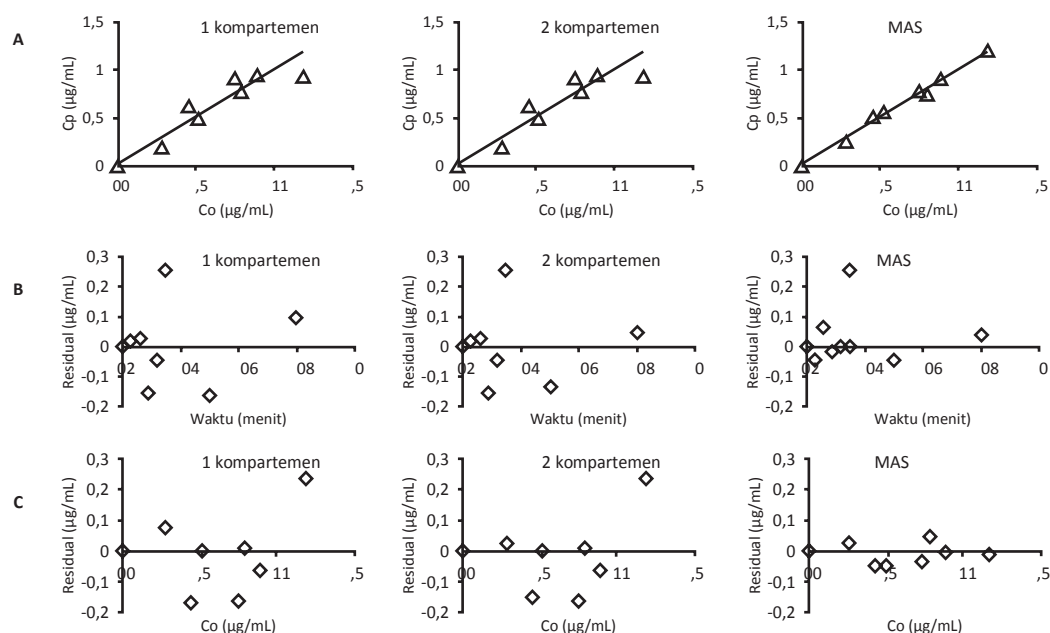 A
1 kompartemen
1,5
1
0,5
0
Cp (µg/mL)
00 ,5 11 ,5
Co (µg/mL)
2 kompartemen
1,5
1
0,5
0
Cp (µg/mL)
00 ,5 11 ,5
Co (µg/mL)
MAS
1,5
1
0,5
0
Cp (µg/mL)
00 ,5 11 ,5
Co (µg/mL)
B
1 kompartemen
0,3
0,2
0,1
0
-0,1
-0,2
Residual (µg/mL)
02 04 06 08 0
Waktu (menit)
2 kompartemen
0,3
0,2
0,1
0
-0,1
-0,2
Residual (µg/mL)
02 04 06 08 0
Waktu (menit)
MAS
0,3
0,2
0,1
0
-0,1
-0,2
Residual (µg/mL)
02 04 06 08 0
Waktu (menit)
C
1 kompartemen
0,3
0,2
0,1
0
-0,1
-0,2
Residual (µg/mL)
00 ,5 11 ,5
Co (µg/mL)
2 kompartemen
0,3
0,2
0,1
0
-0,1
-0,2
Residual (µg/mL)
00 ,5 11 ,5
Co (µg/mL)
MAS
0,3
0,2
0,1
0
-0,1
-0,2
Residual (µg/mL)
00 ,5 11 ,5
Co (µg/mL)